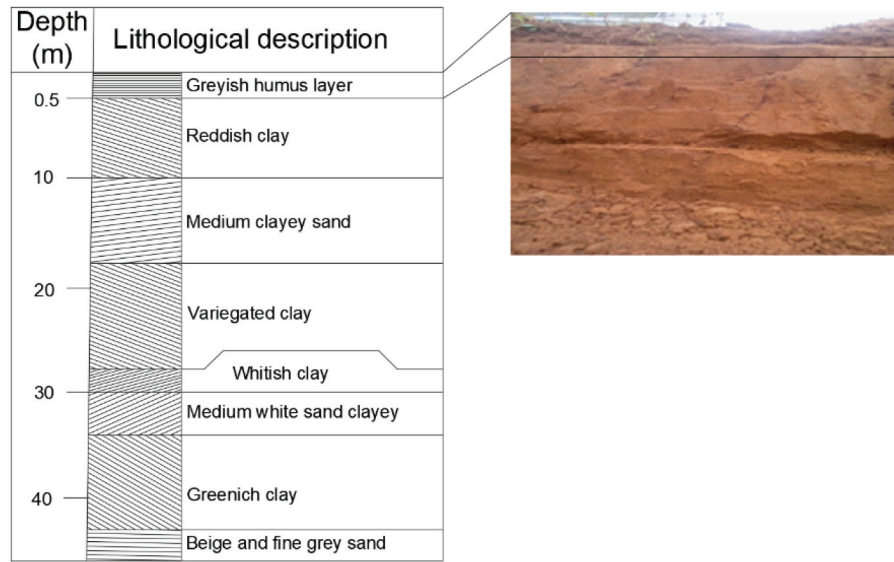 Depth
(m)
Lithological description
Greyish humus layer
0.5
Reddish clay
10
Medium clayey sand
20
Variegated clay
Whitish clay
30
Medium white sand clayey
Greenich clay
40
Beige and fine grey sand